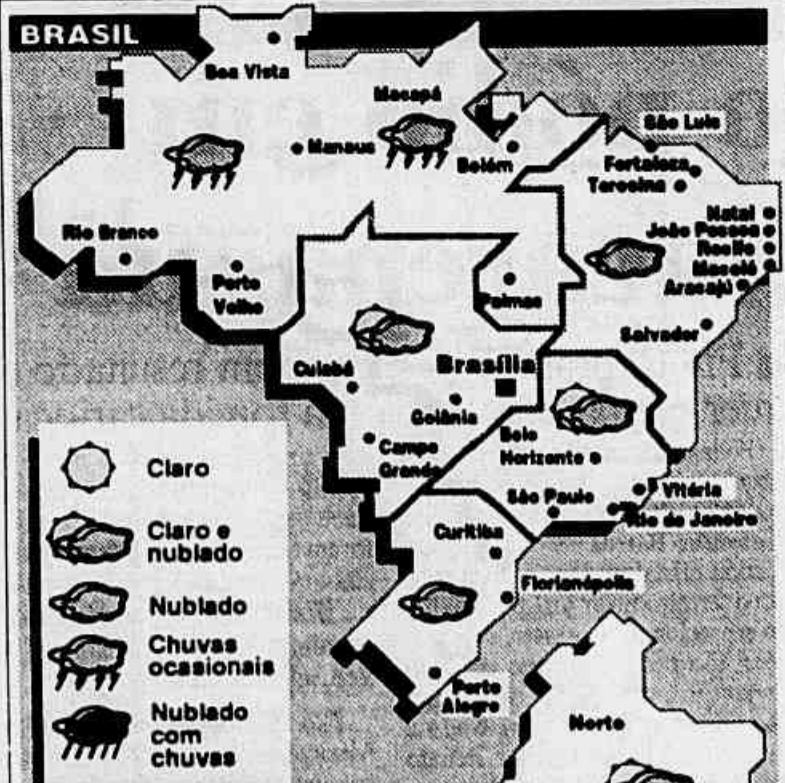 BRASIL
Boa Vista
Macapá
São Luis
Manaus
Belém
Fortaleza
Teresina
Natal
João Pessoa
Rio Branco
Recife
Maceió
Porto
Velho
Palmas
Aracajú
Salvador
Cuiabá
Brasília
Goiânia
Belo
Horizonte
Campo
Grande
São Paulo
Vitória
Rio de Janeiro
Curitiba
Florianópolis
Porto
Alegre
Norte
Claro
Claro e
nublado
Nublado
Chuvas
ocasionais
Nublado
com
chuvas